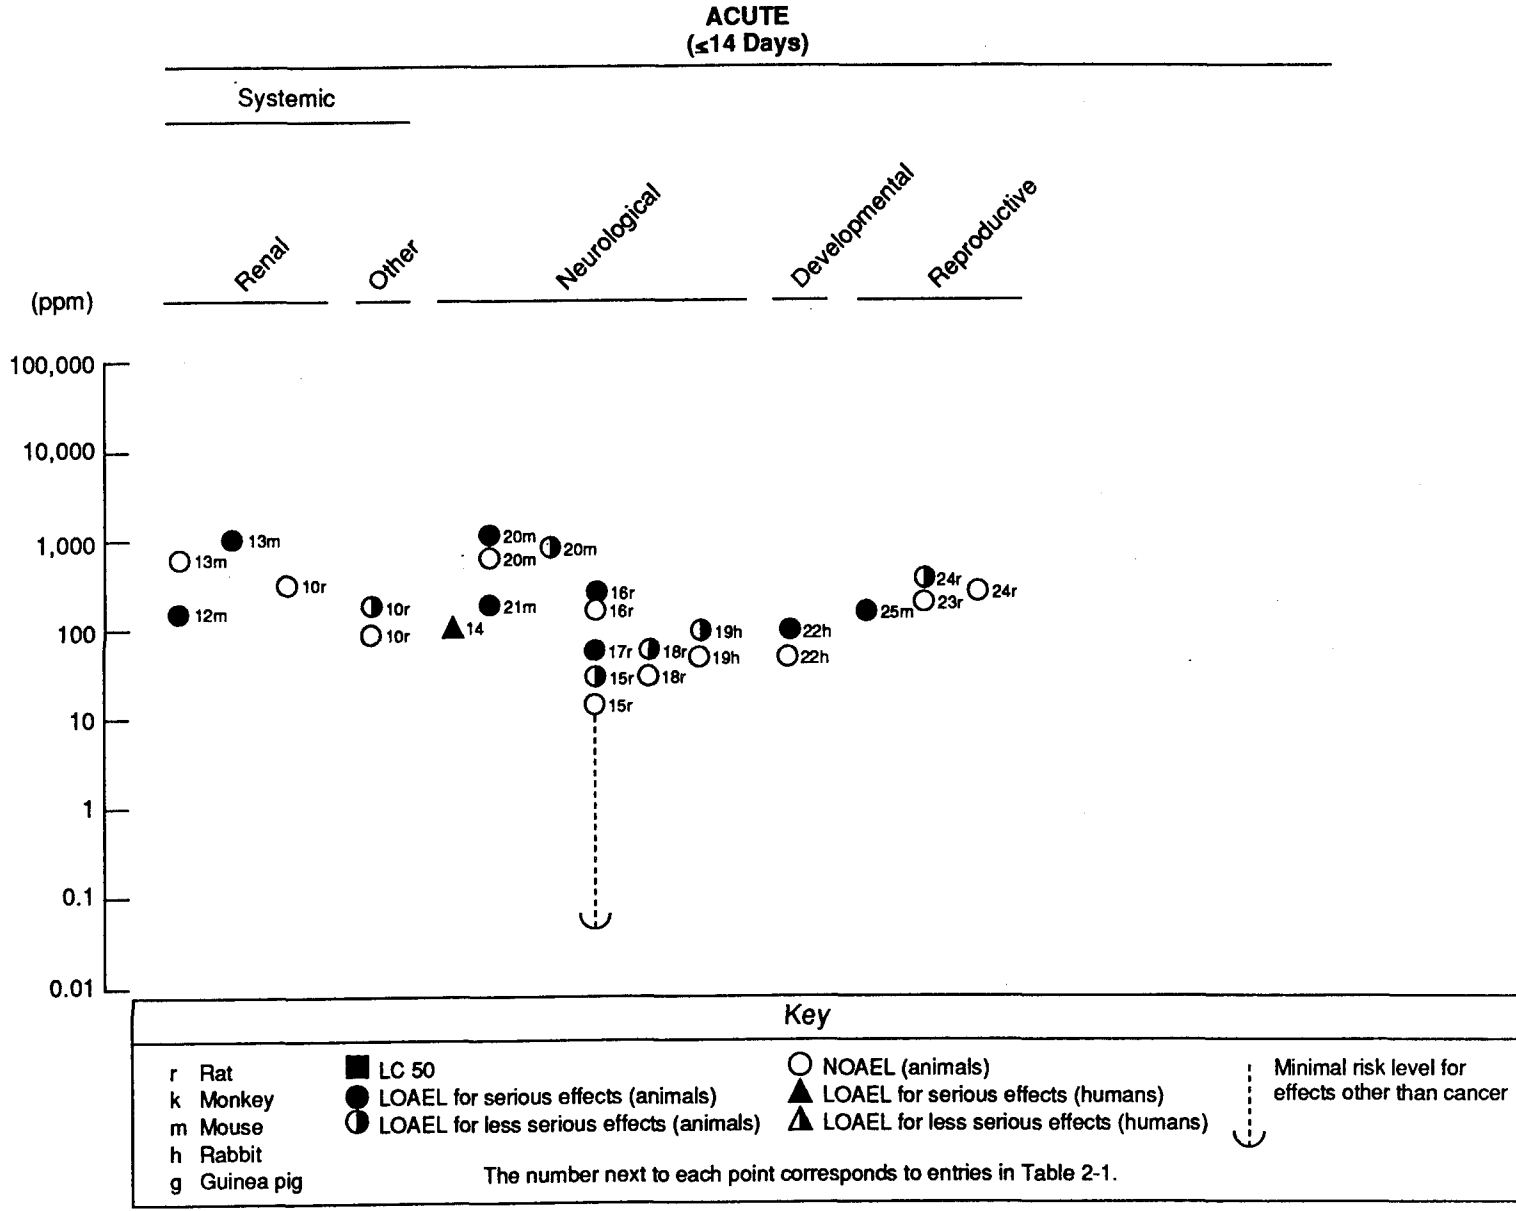 ACUTE
(≤14 Days)
Systemic
Renal
Other
Neurological
Developmental
Reproductive
(ppm)
100,000
10,000
1,000
100
10
1
0.1
0.01
13m
13m
10r
12m
10r
10r
14
20m
20m
20m
21m
16r
16r
17r
18r
15r
18r
15r
19h
19h
22h
22h
25m
24r
23r
24r
Key
r Rat
k Monkey
m Mouse
h Rabbit
g Guinea pig
LC 50
LOAEL for serious effects (animals)
LOAEL for less serious effects (animals)
NOAEL (animals)
LOAEL for serious effects (humans)
LOAEL for less serious effects (humans)
Minimal risk level for
effects other than cancer
The number next to each point corresponds to entries in Table 2-1.